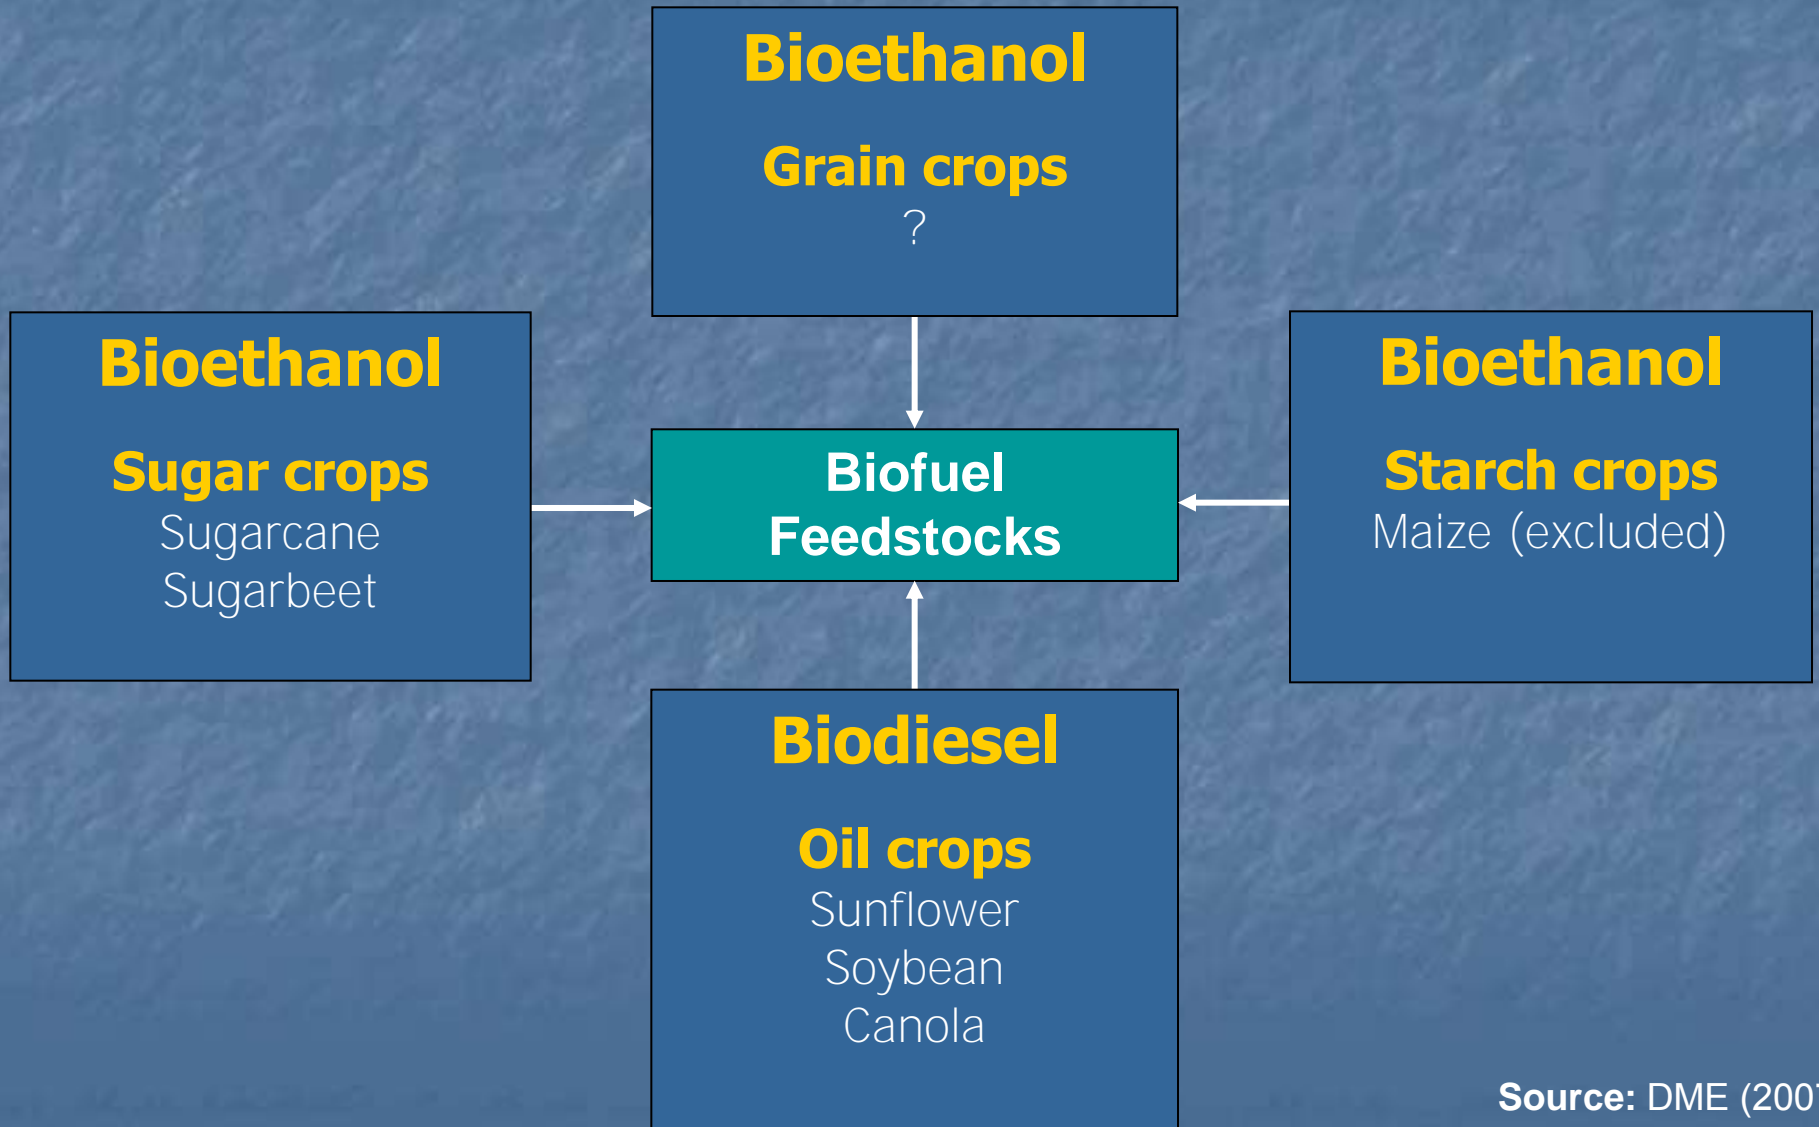 Bioethanol
Grain crops
?
Bioethanol
Sugar crops
Sugarcane
Sugarbeet
Biofuel
Feedstocks
Bioethanol
Starch crops
Maize (excluded)
Biodiesel
Oil crops
Sunflower
Soybean
Canola
Source: DME (2007